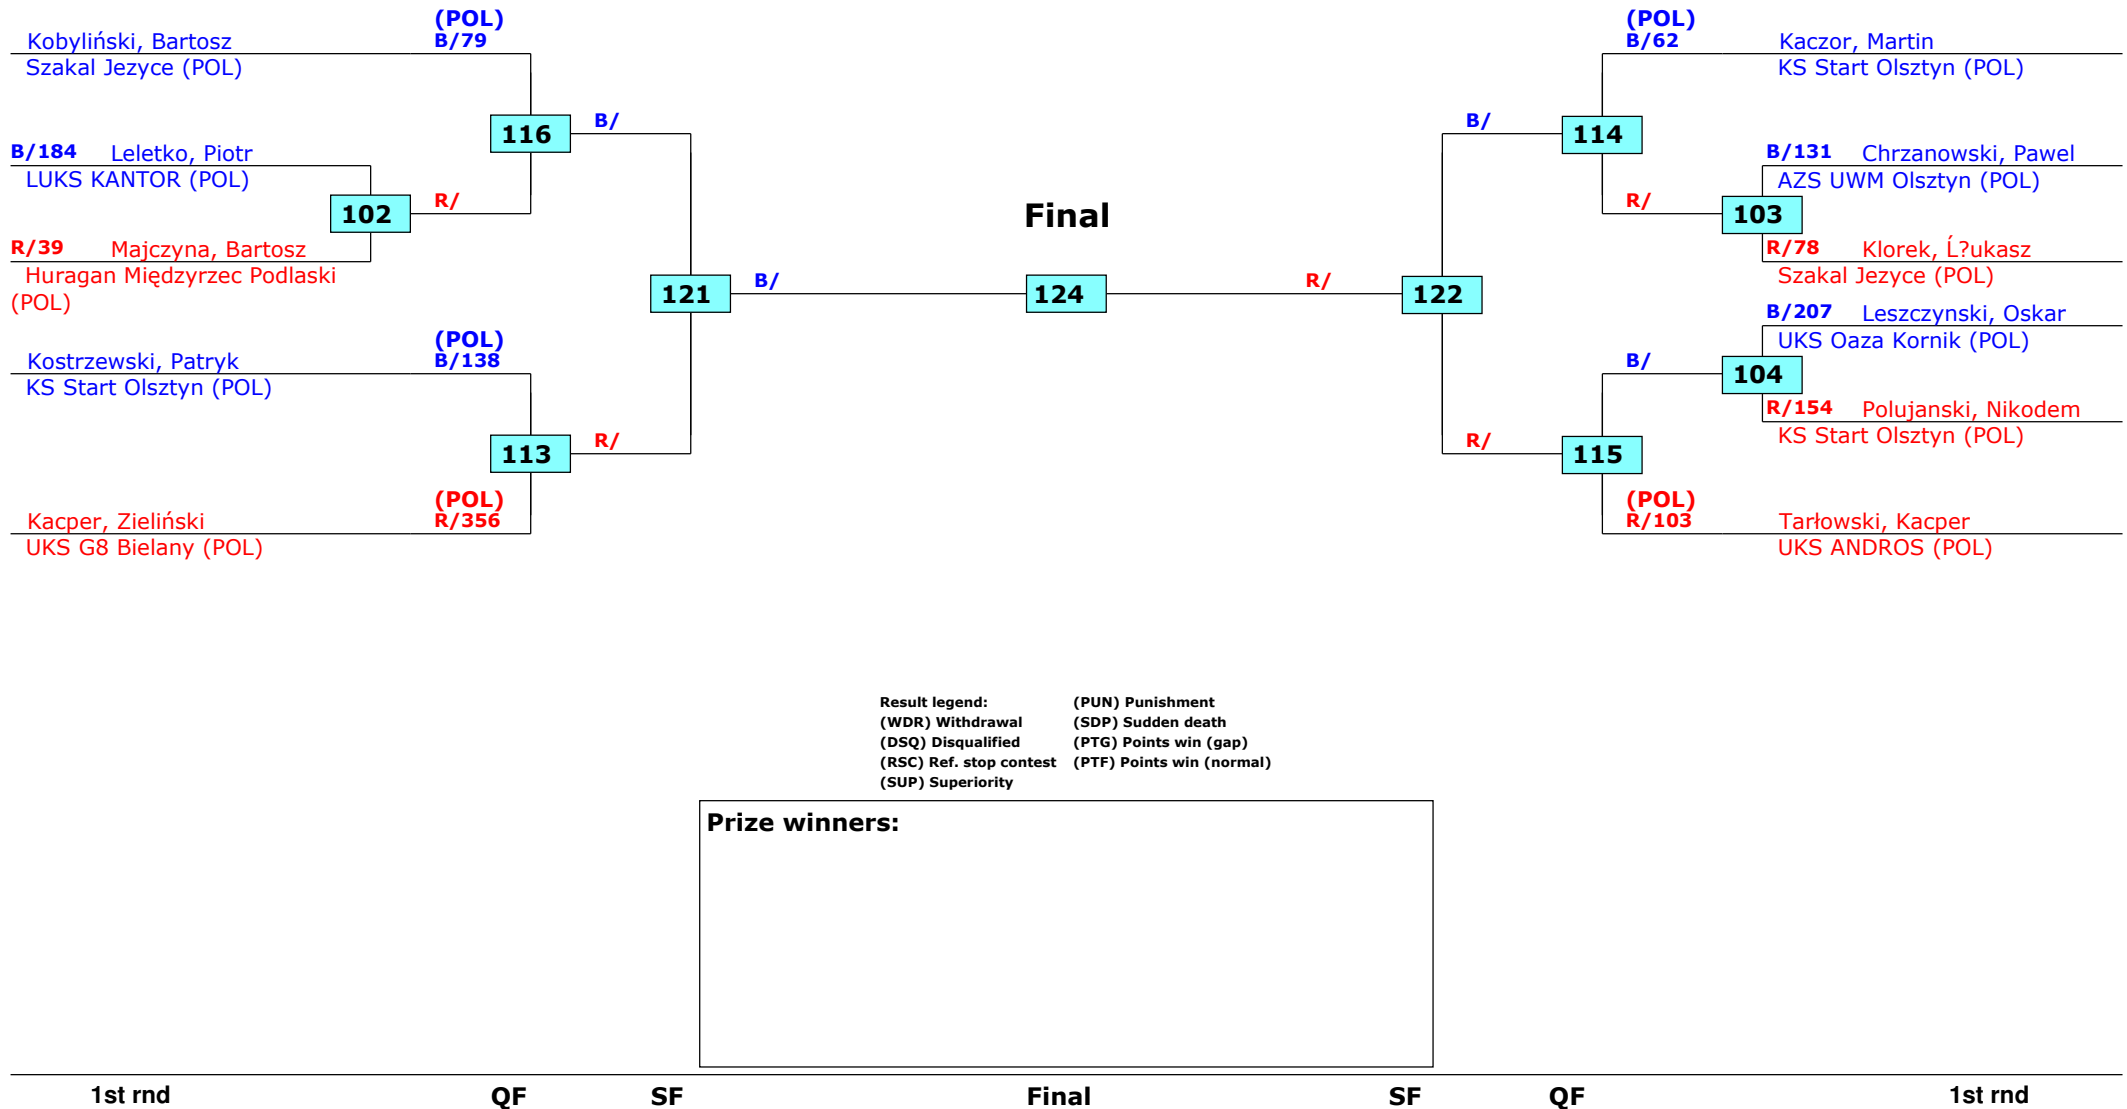 (POL)
Kobyliński, Bartosz B/79
Szakal Jezyce (POL)
116
B/
B/184 Leletko, Piotr
LUKS KANTOR (POL)
102
R/
R/39 Majczyna, Bartosz
Huragan Międzyrzec Podlaski
(POL)
121
B/
(POL)
Kostrzewski, Patryk B/138
KS Start Olsztyn (POL)
113
R/
(POL)
Kacper, Zieliński R/356
UKS G8 Bielany (POL)
Final
124
(POL)
B/62 Kaczor, Martin
KS Start Olsztyn (POL)
B/
114
B/131 Chrzanowski, Pawel
AZS UWM Olsztyn (POL)
R/
103
R/78 Klorek, Ĺ?ukasz
Szakal Jezyce (POL)
R/
122
B/207 Leszczynski, Oskar
UKS Oaza Kornik (POL)
B/
104
R/154 Polujanski, Nikodem
KS Start Olsztyn (POL)
R/
115
(POL)
R/103 Tarłowski, Kacper
UKS ANDROS (POL)
Result legend: (PUN) Punishment
(WDR) Withdrawal (SDP) Sudden death
(DSQ) Disqualified (PTG) Points win (gap)
(RSC) Ref. stop contest (PTF) Points win (normal)
(SUP) Superiority
Prize winners:
1st rnd QF SF Final SF QF 1st rnd